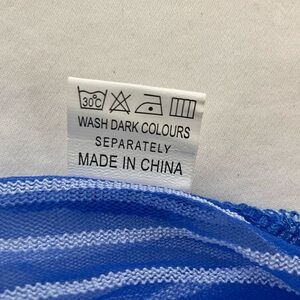 30°C
WASH DARK COLOURS
SEPARATELY
MADE IN CHINA